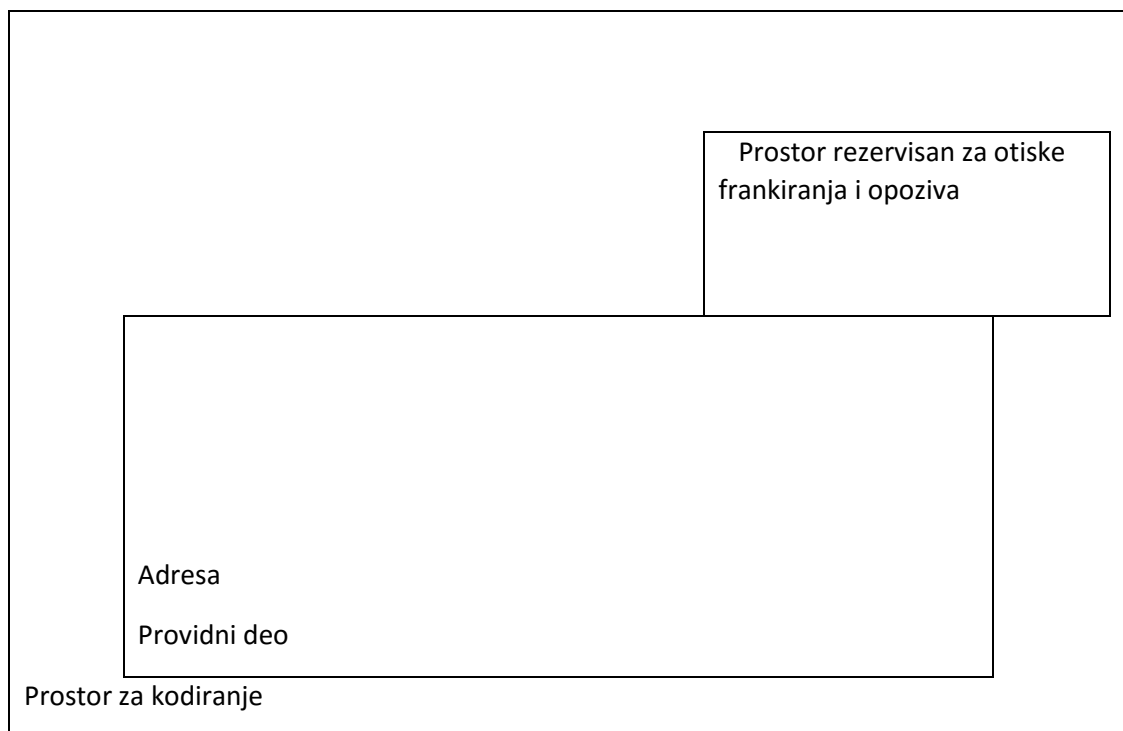 Prostor rezervisan za otiske
frankiranja i opoziva
Adresa
Providni deo
Prostor za kodiranje